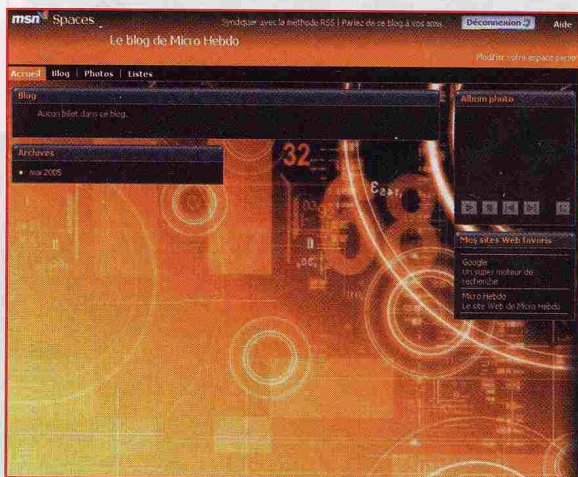 msn Spaces
Syndiquer avec la méthode RSS | Parlez de ce blog à vos amis
Déconnexion
Aide
Le blog de Micro Hebdo
Modifier votre espace perso
Accueil | Blog | Photos | Listes
Blog
Aucun billet dans ce blog.
Album photo
Archives
mai 2005
32
Mes sites Web favoris
Google
Un super moteur de
recherche
Micro Hebdo
Le site Web de Micro Hebdo